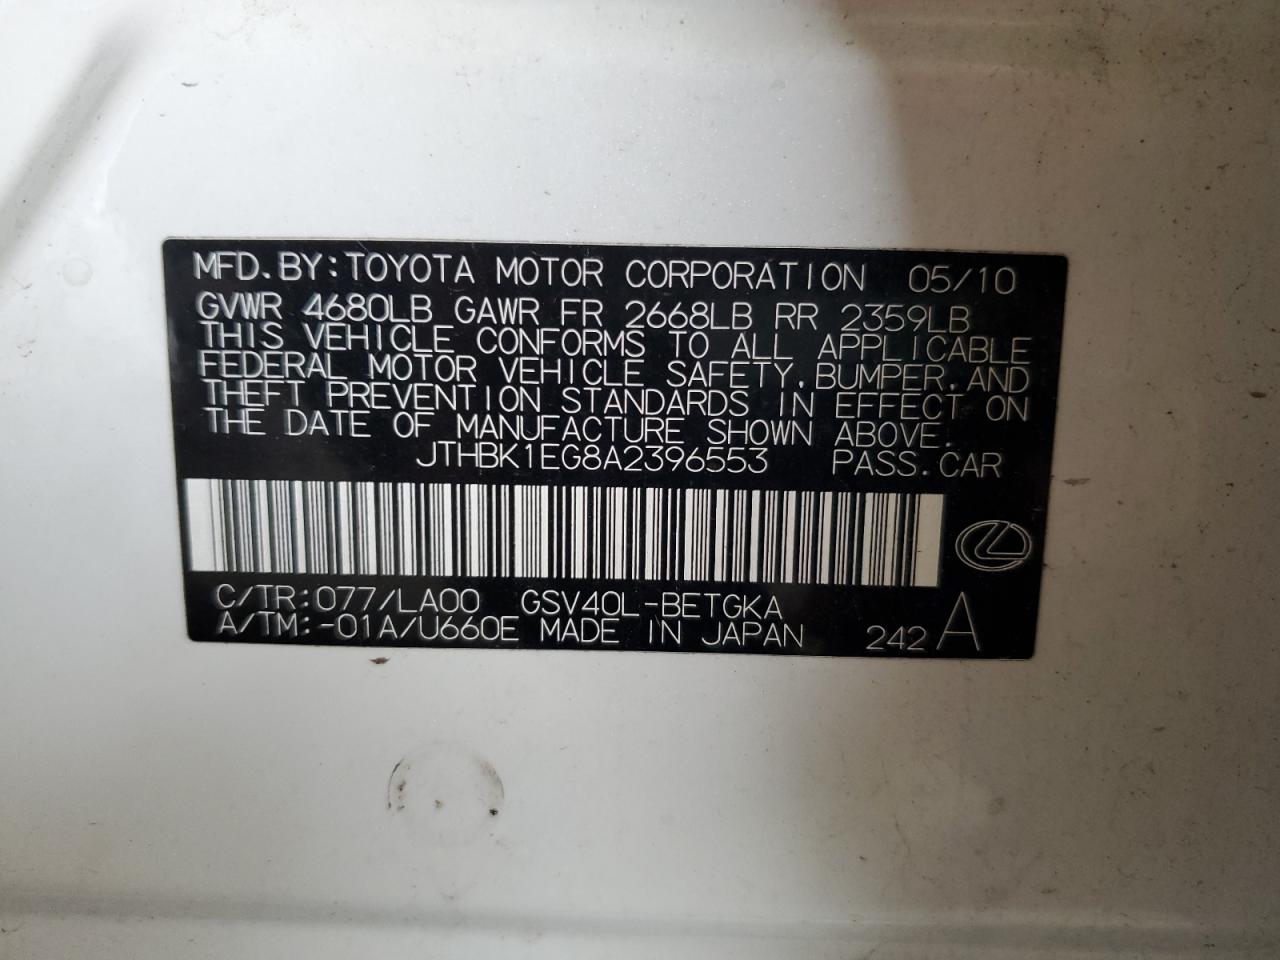 MFD.BY:TOYOTA MOTOR CORPORATION 05/10
GVWR 4680LB GAWR FR 2668LB RR 2359LB
THIS VEHICLE CONFORMS TO ALL APPLICABLE
FEDERAL MOTOR VEHICLE SAFETY,BUMPER,AND
THEFT PREVENTION STANDARDS IN EFFECT ON
THE DATE OF MANUFACTURE SHOWN ABOVE.
JTHBK1EG8A2396553 PASS.CAR
C/TR:077/LA00 GSV40L-BETGKA
A/TM:-01A/U660E MADE IN JAPAN 242 A